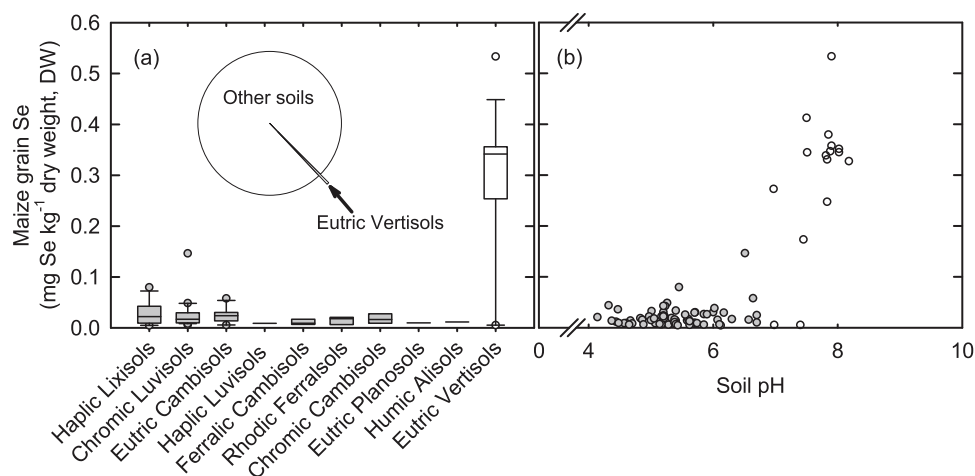 (a)
(b)
Other soils
Eutric Vertisols
Maize grain Se
(mg Se kg⁻¹ dry weight, DW)
0.6
0.5
0.4
0.3
0.2
0.1
0.0
Haplic Lixisols
Chromic Luvisols
Eutric Cambisols
Haplic Luvisols
Ferralic Cambisols
Rhodic Ferralsols
Chromic Cambisols
Eutric Planosols
Humic Alisols
Eutric Vertisols
0 4 6 8 10
Soil pH